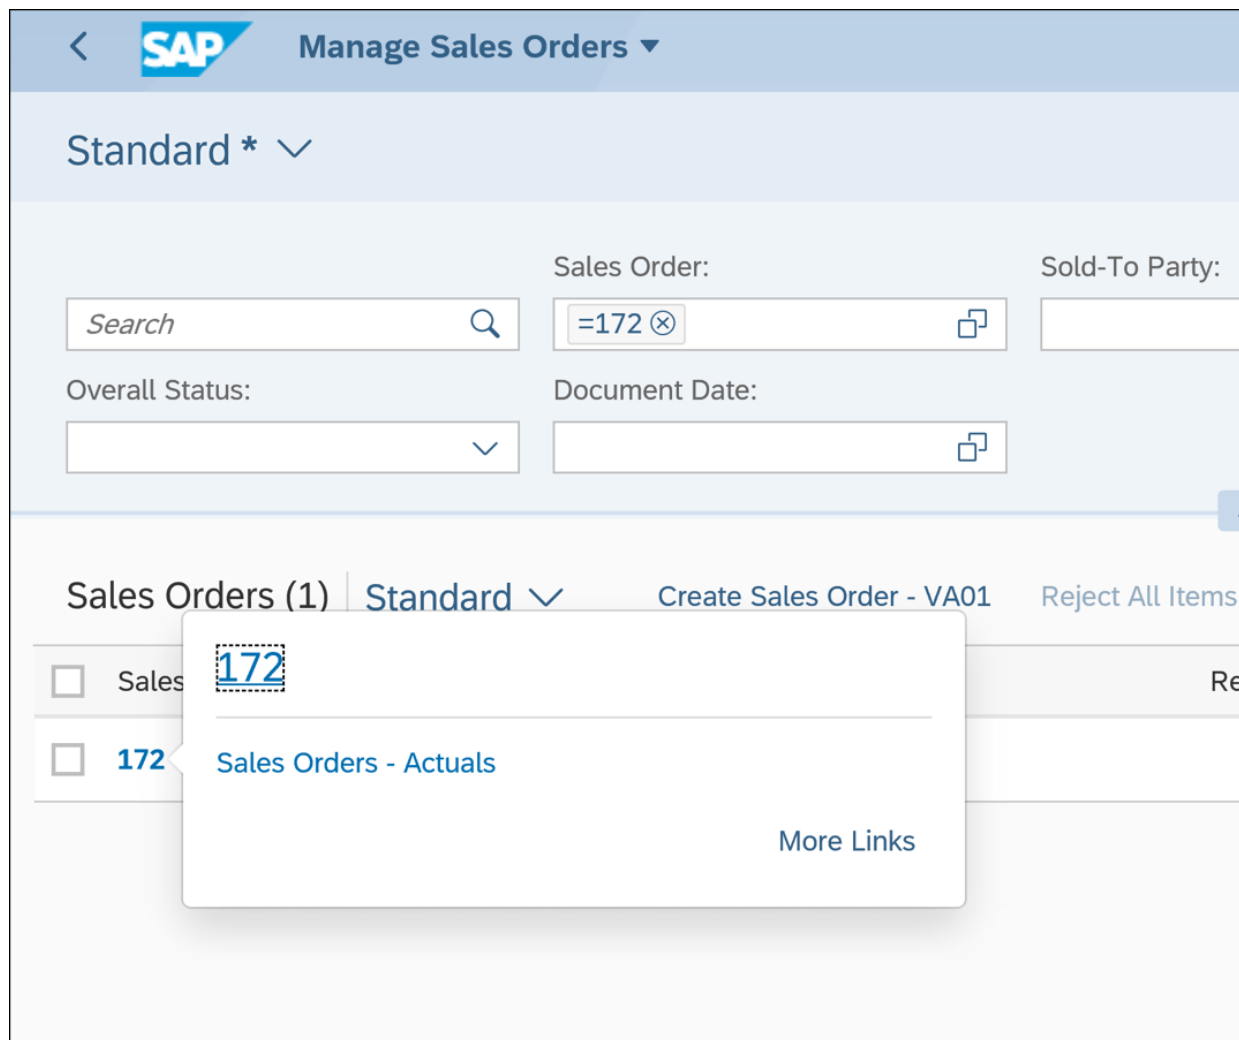 SAP Manage Sales Orders
Standard *
Sales Order: Sold-To Party:
Search =172
Overall Status: Document Date:
Sales Orders (1) Standard Create Sales Order - VA01 Reject All Items
Sales 172
172 Sales Orders - Actuals
More Links